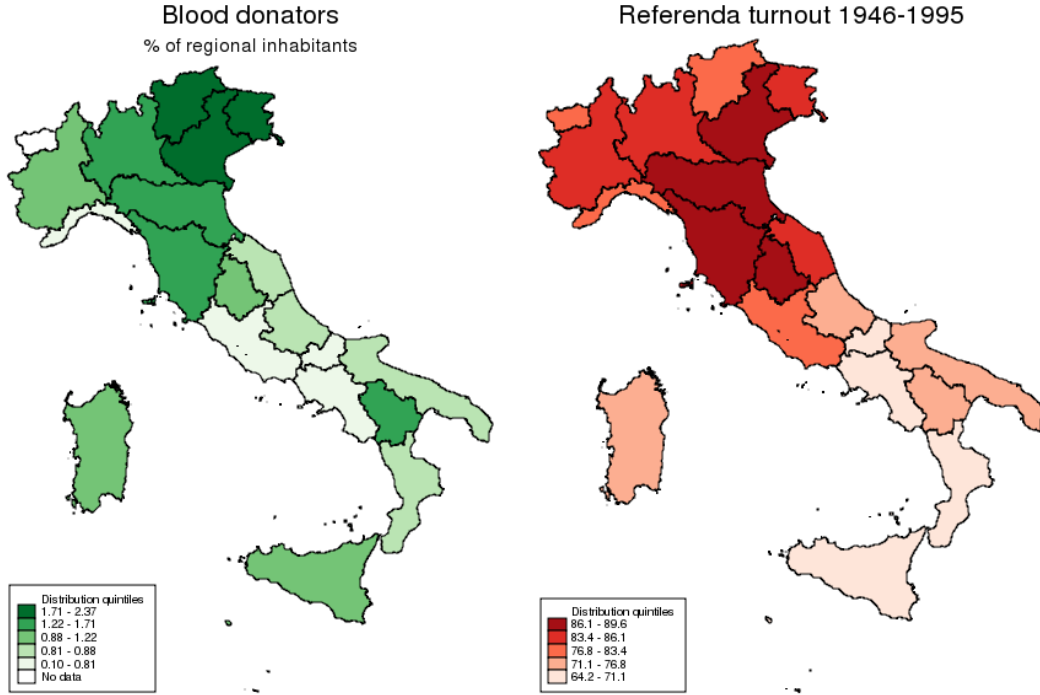 Blood donators
% of regional inhabitants
Distribution quintiles
1.71 - 2.37
1.22 - 1.71
0.88 - 1.22
0.81 - 0.88
0.10 - 0.81
No data
Referenda turnout 1946-1995
Distribution quintiles
86.1 - 89.6
83.4 - 86.1
76.8 - 83.4
71.1 - 76.8
64.2 - 71.1